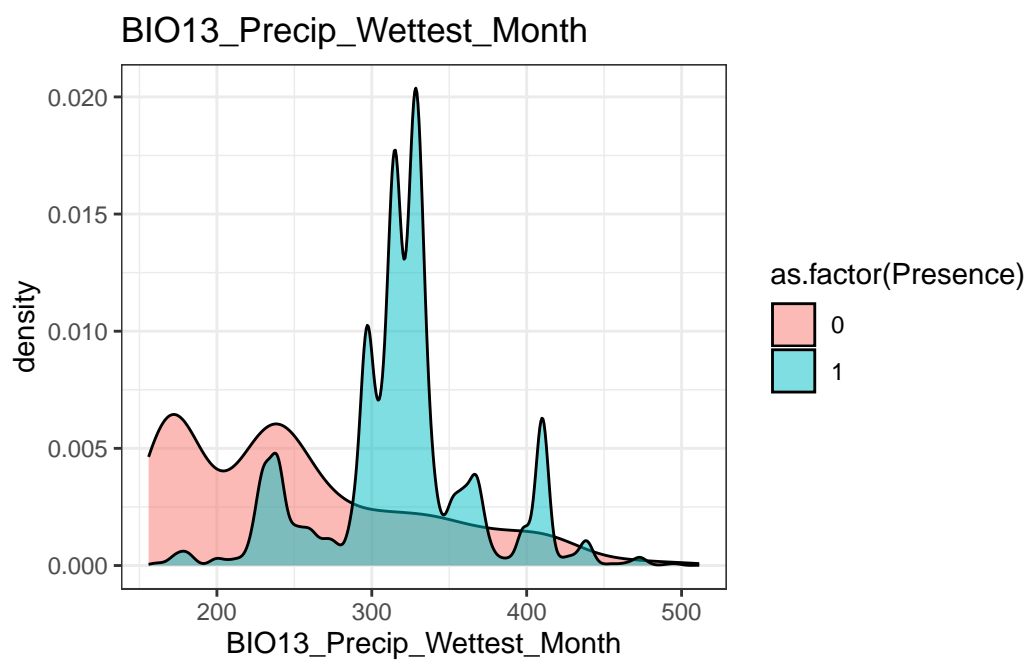 BIO13_Precip_Wettest_Month
0.020
0.015
0.010
0.005
0.000
density
200 300 400 500
BIO13_Precip_Wettest_Month
as.factor(Presence)
0
1